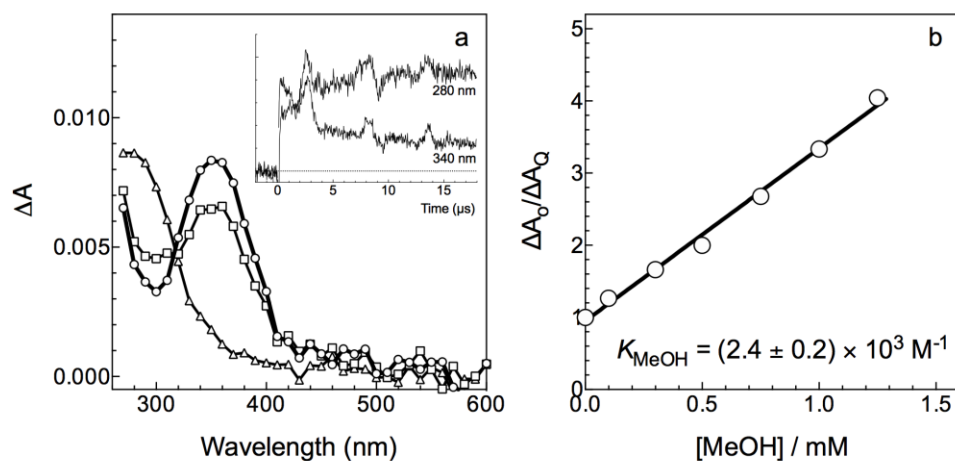 a
280 nm
340 nm
0 5 10 15
Time (μs)
0.010
0.005
0.000
ΔA
300 400 500 600
Wavelength (nm)
b
5
4
3
2
1
0
ΔA₀/ΔA_Q
K_MeOH = (2.4 ± 0.2) × 10³ M⁻¹
0.0 0.5 1.0 1.5
[MeOH] / mM